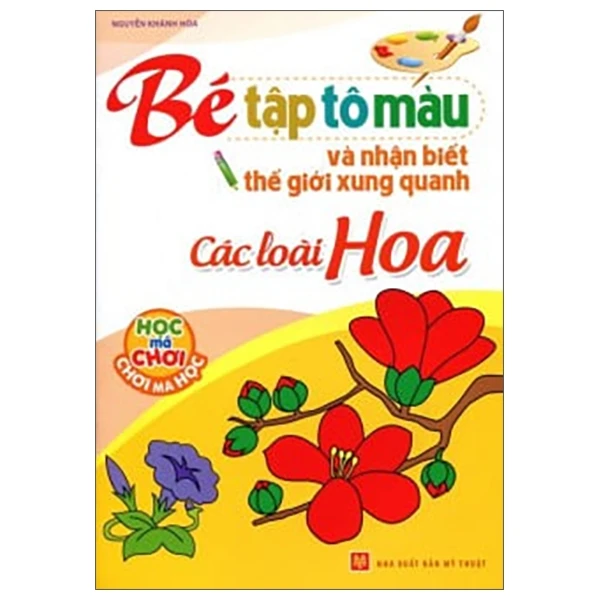 NGUYỄN KHÁNH HÒA
Bé tập tô màu
và nhận biết
thế giới xung quanh
Các loài Hoa
HỌC
mà
CHƠI
CHƠI MÀ HỌC
NHÀ XUẤT BẢN MỸ THUẬT